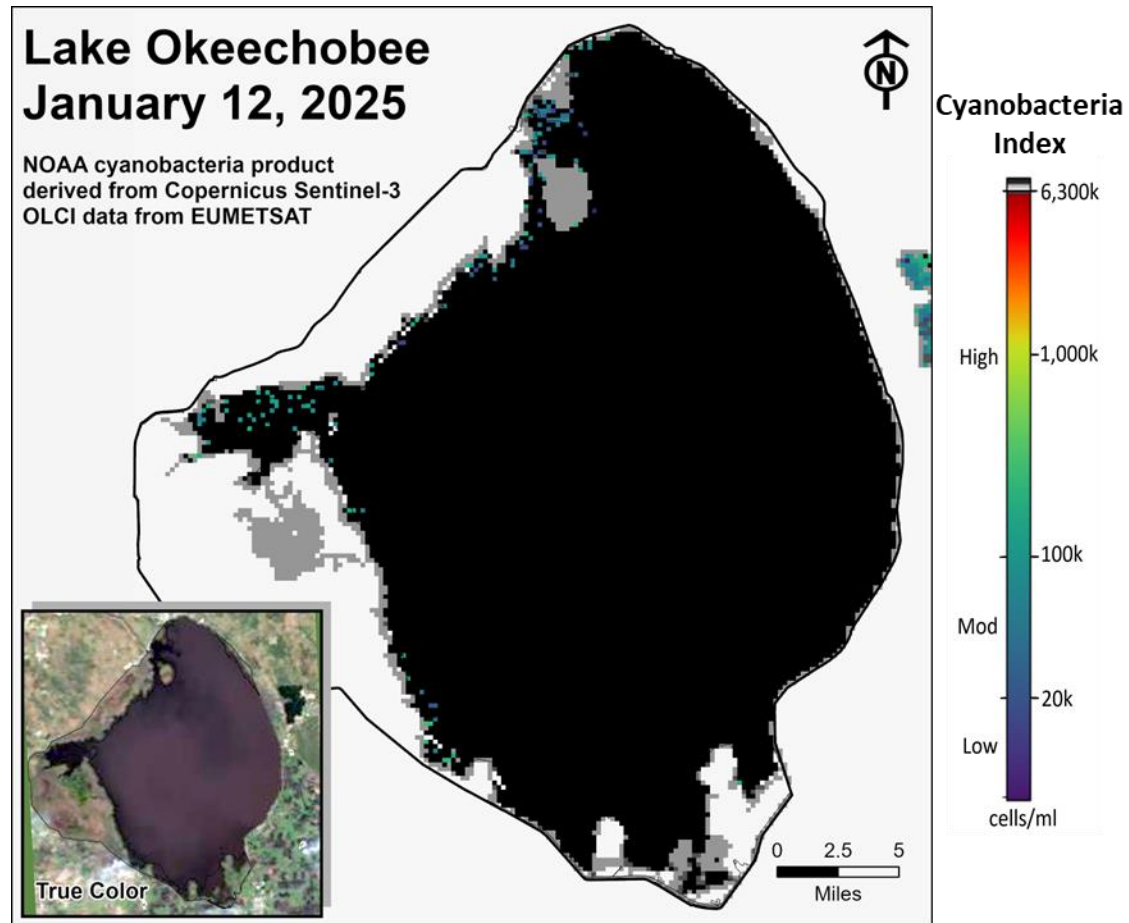 Lake Okeechobee
January 12, 2025
NOAA cyanobacteria product
derived from Copernicus Sentinel-3
OLCI data from EUMETSAT
N
Cyanobacteria
Index
6,300k
High
1,000k
100k
Mod
20k
Low
cells/ml
0 2.5 5
Miles
True Color